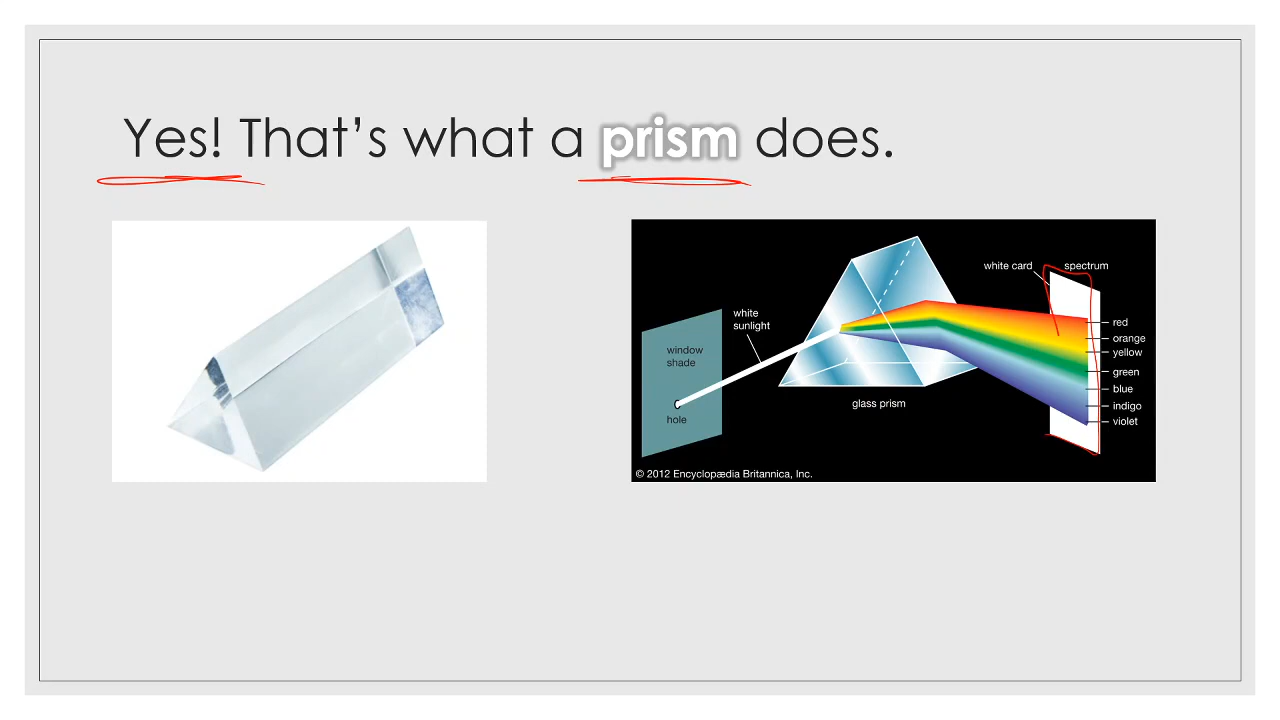 Yes! That’s what a prism does.
white card
spectrum
white
sunlight
window
shade
hole
glass prism
red
orange
yellow
green
blue
indigo
violet
© 2012 Encyclopædia Britannica, Inc.